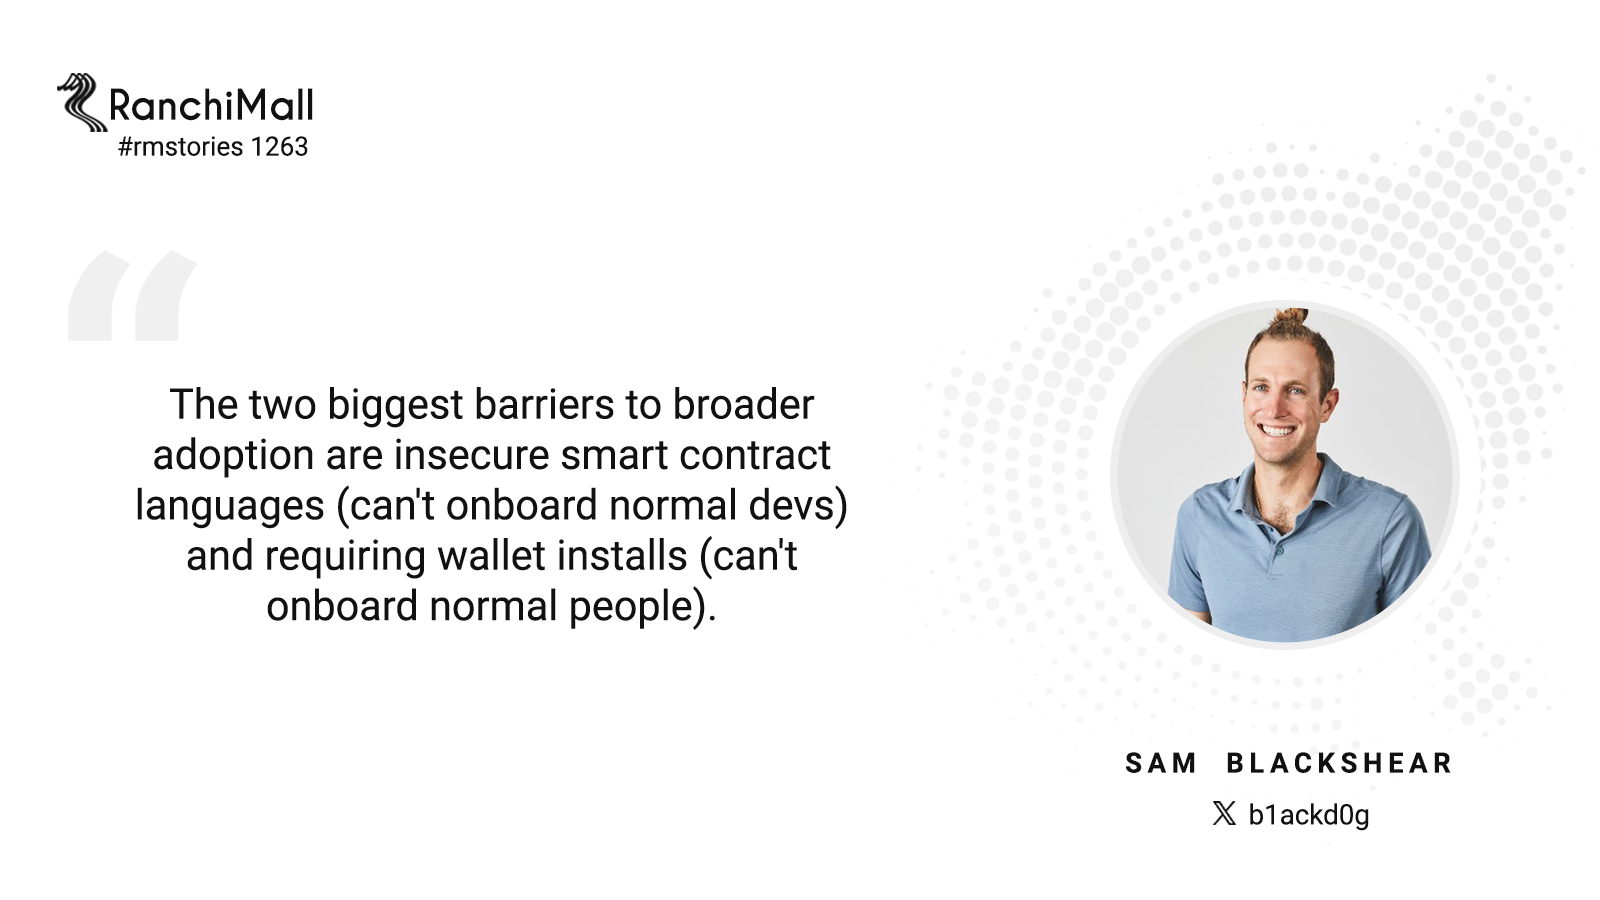 RanchiMall
#rmstories 1263
“
The two biggest barriers to broader
adoption are insecure smart contract
languages (can't onboard normal devs)
and requiring wallet installs (can't
onboard normal people).
SAM BLACKSHEAR
X b1ackd0g